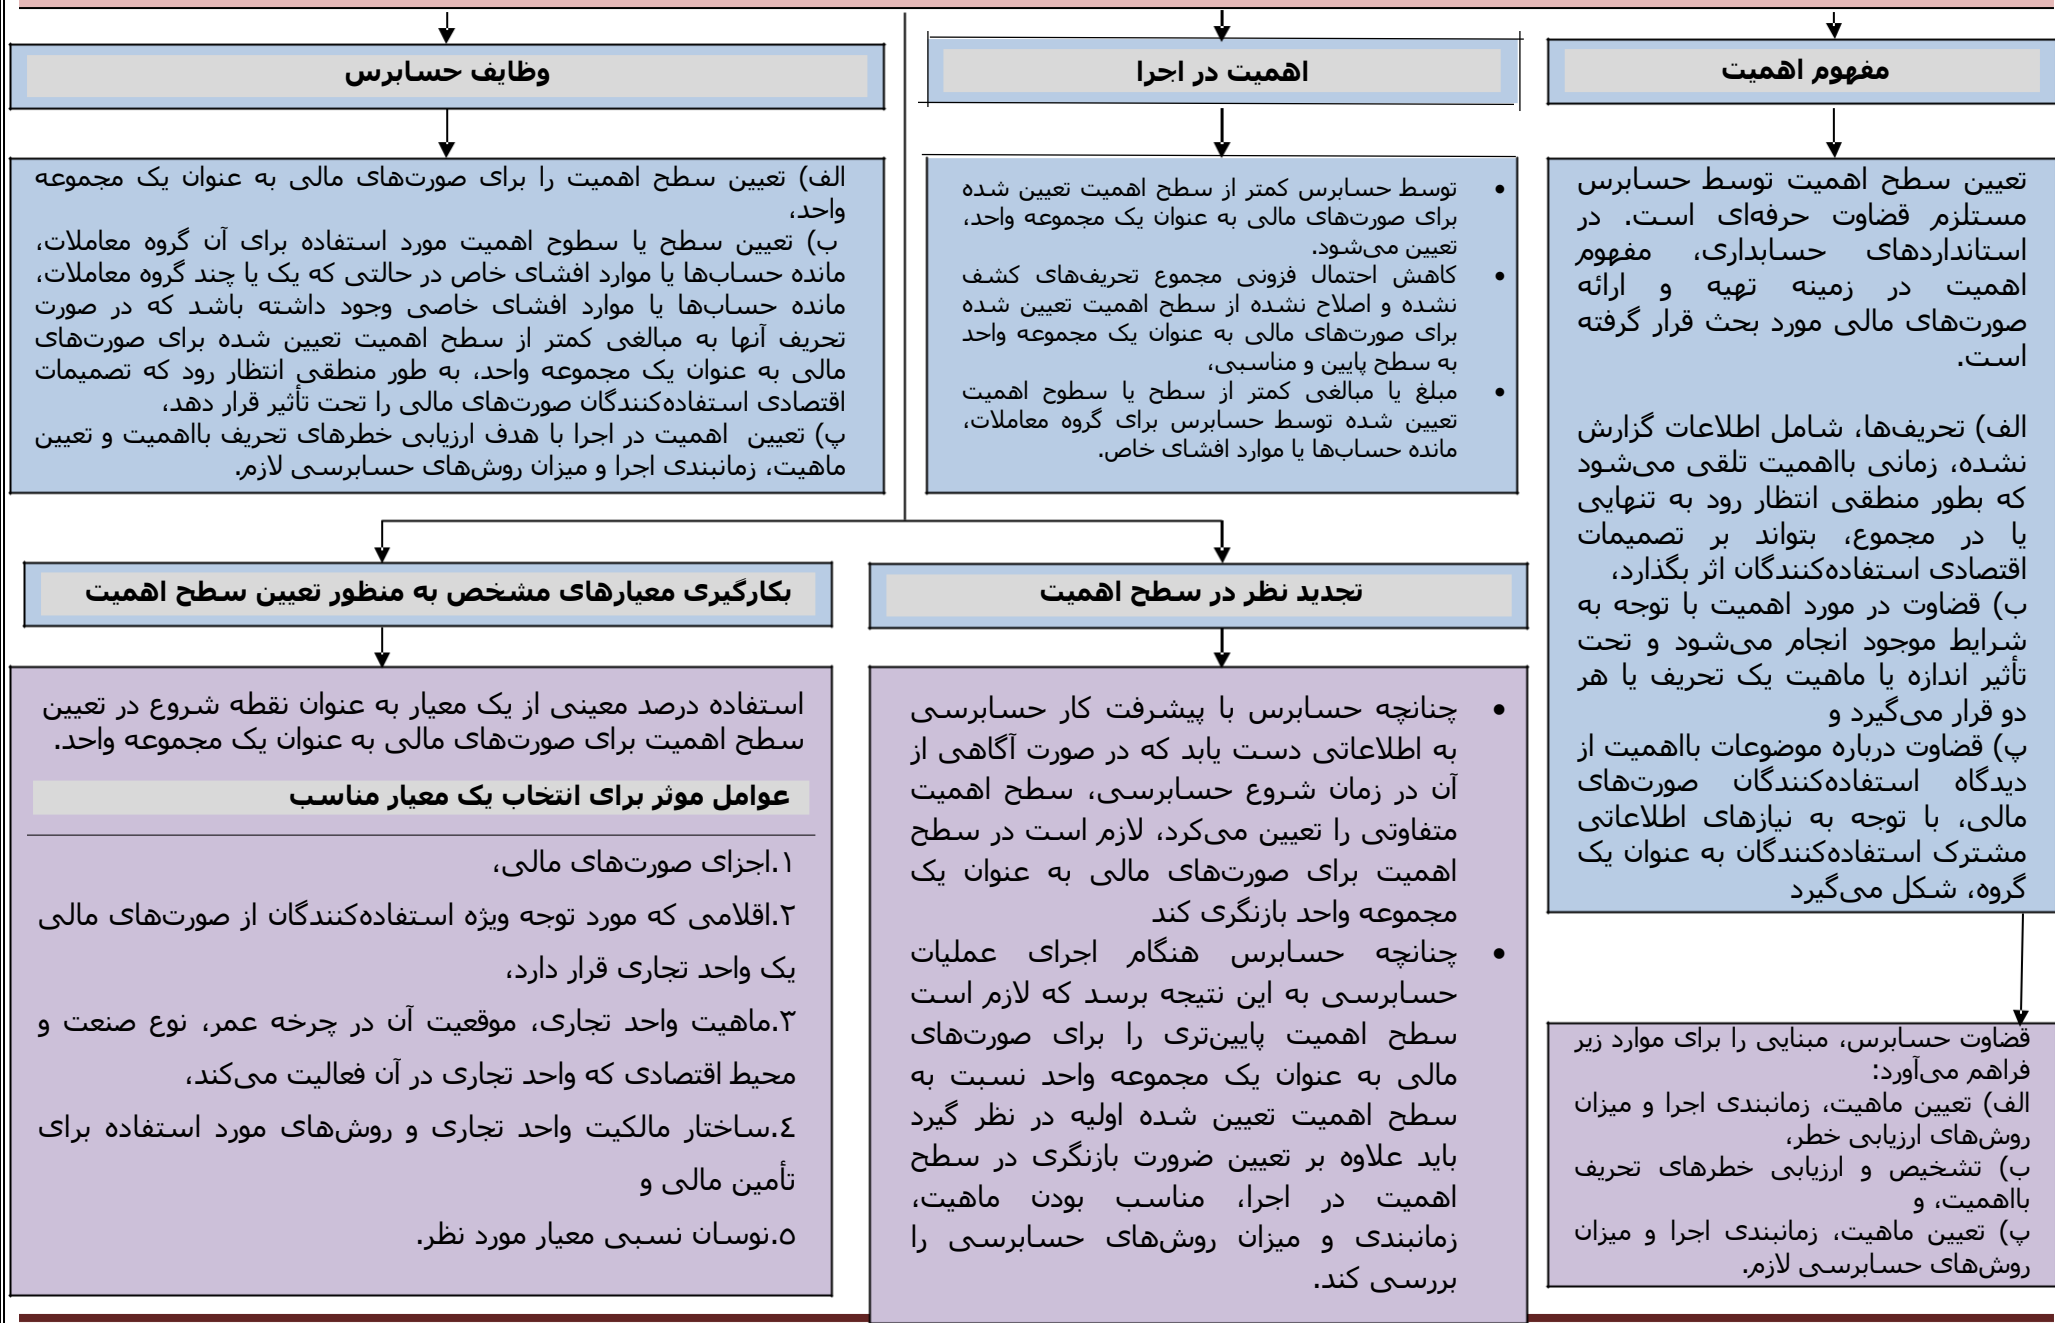 مفهوم اهمیت
تعیین سطح اهمیت توسط حسابرس
مستلزم قضاوت حرفه‌ای است. در
استانداردهای حسابداری، مفهوم
اهمیت در زمینه تهیه و ارائه
صورت‌های مالی مورد بحث قرار گرفته
است.
الف) تحریف‌ها، شامل اطلاعات گزارش
نشده، زمانی بااهمیت تلقی می‌شود
که بطور منطقی انتظار رود به تنهایی
یا در مجموع، بتواند بر تصمیمات
اقتصادی استفاده‌کنندگان اثر بگذارد،
ب) قضاوت در مورد اهمیت با توجه به
شرایط موجود انجام می‌شود و تحت
تأثیر اندازه یا ماهیت یک تحریف یا هر
دو قرار می‌گیرد و
پ) قضاوت درباره موضوعات بااهمیت از
دیدگاه استفاده‌کنندگان صورت‌های
مالی، با توجه به نیازهای اطلاعاتی
مشترک استفاده‌کنندگان به عنوان یک
گروه، شکل می‌گیرد
قضاوت حسابرس، مبنایی را برای موارد زیر
فراهم می‌آورد:
الف) تعیین ماهیت، زمانبندی اجرا و میزان
روش‌های ارزیابی خطر،
ب) تشخیص و ارزیابی خطرهای تحریف
بااهمیت، و
پ) تعیین ماهیت، زمانبندی اجرا و میزان
روش‌های حسابرسی لازم.
اهمیت در اجرا
• توسط حسابرس کمتر از سطح اهمیت تعیین شده
برای صورت‌های مالی به عنوان یک مجموعه واحد،
تعیین می‌شود.
• کاهش احتمال فزونی مجموع تحریف‌های کشف
نشده و اصلاح نشده از سطح اهمیت تعیین شده
برای صورت‌های مالی به عنوان یک مجموعه واحد
به سطح پایین و مناسبی،
• مبلغ یا مبالغی کمتر از سطح یا سطوح اهمیت
تعیین شده توسط حسابرس برای گروه معاملات،
مانده حساب‌ها یا موارد افشای خاص.
وظایف حسابرس
الف) تعیین سطح اهمیت را برای صورت‌های مالی به عنوان یک مجموعه
واحد،
ب) تعیین سطح یا سطوح اهمیت مورد استفاده برای آن گروه معاملات،
مانده حساب‌ها یا موارد افشای خاص در حالتی که یک یا چند گروه معاملات،
مانده حساب‌ها یا موارد افشای خاصی وجود داشته باشد که در صورت
تحریف آنها به مبالغی کمتر از سطح اهمیت تعیین شده برای صورت‌های
مالی به عنوان یک مجموعه واحد، به طور منطقی انتظار رود که تصمیمات
اقتصادی استفاده‌کنندگان صورت‌های مالی را تحت تأثیر قرار دهد،
پ) تعیین اهمیت در اجرا با هدف ارزیابی خطرهای تحریف بااهمیت و تعیین
ماهیت، زمانبندی اجرا و میزان روش‌های حسابرسی لازم.
تجدید نظر در سطح اهمیت
• چنانچه حسابرس با پیشرفت کار حسابرسی
به اطلاعاتی دست یابد که در صورت آگاهی از
آن در زمان شروع حسابرسی، سطح اهمیت
متفاوتی را تعیین می‌کرد، لازم است در سطح
اهمیت برای صورت‌های مالی به عنوان یک
مجموعه واحد بازنگری کند
• چنانچه حسابرس هنگام اجرای عملیات
حسابرسی به این نتیجه برسد که لازم است
سطح اهمیت پایین‌تری را برای صورت‌های
مالی به عنوان یک مجموعه واحد نسبت به
سطح اهمیت تعیین شده اولیه در نظر گیرد
باید علاوه بر تعیین ضرورت بازنگری در سطح
اهمیت در اجرا، مناسب بودن ماهیت،
زمانبندی و میزان روش‌های حسابرسی را
بررسی کند.
بکارگیری معیارهای مشخص به منظور تعیین سطح اهمیت
استفاده درصد معینی از یک معیار به عنوان نقطه شروع در تعیین
سطح اهمیت برای صورت‌های مالی به عنوان یک مجموعه واحد.
عوامل موثر برای انتخاب یک معیار مناسب
۱.اجزای صورت‌های مالی،
۲.اقلامی که مورد توجه ویژه استفاده‌کنندگان از صورت‌های مالی
یک واحد تجاری قرار دارد،
۳.ماهیت واحد تجاری، موقعیت آن در چرخه عمر، نوع صنعت و
محیط اقتصادی که واحد تجاری در آن فعالیت می‌کند،
٤.ساختار مالکیت واحد تجاری و روش‌های مورد استفاده برای
تأمین مالی و
٥.نوسان نسبی معیار مورد نظر.